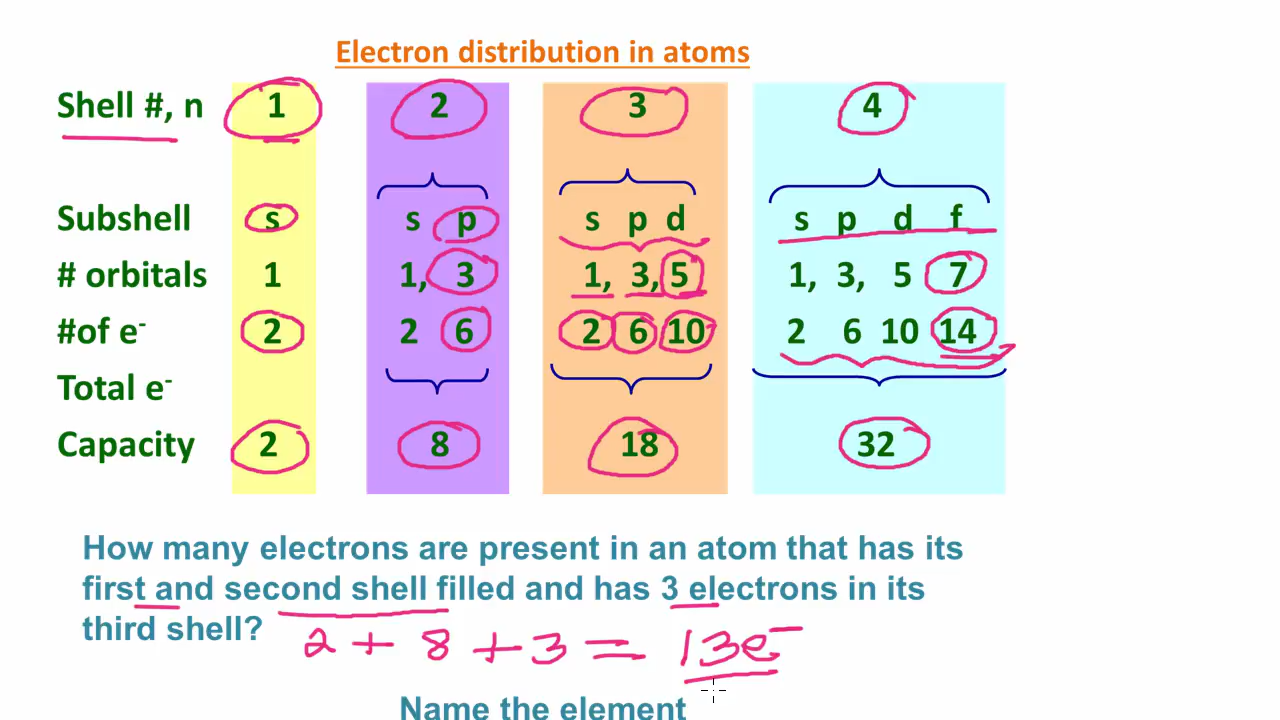 Electron distribution in atoms
Shell #, n 1 2 3 4
Subshell s s p s p d s p d f
# orbitals 1 1, 3 1, 3, 5 1, 3, 5 7
#of e⁻ 2 2 6 2 6 10 2 6 10 14
Total e⁻
Capacity 2 8 18 32
How many electrons are present in an atom that has its
first and second shell filled and has 3 electrons in its
third shell?
2 + 8 + 3 = 13e⁻
Name the element